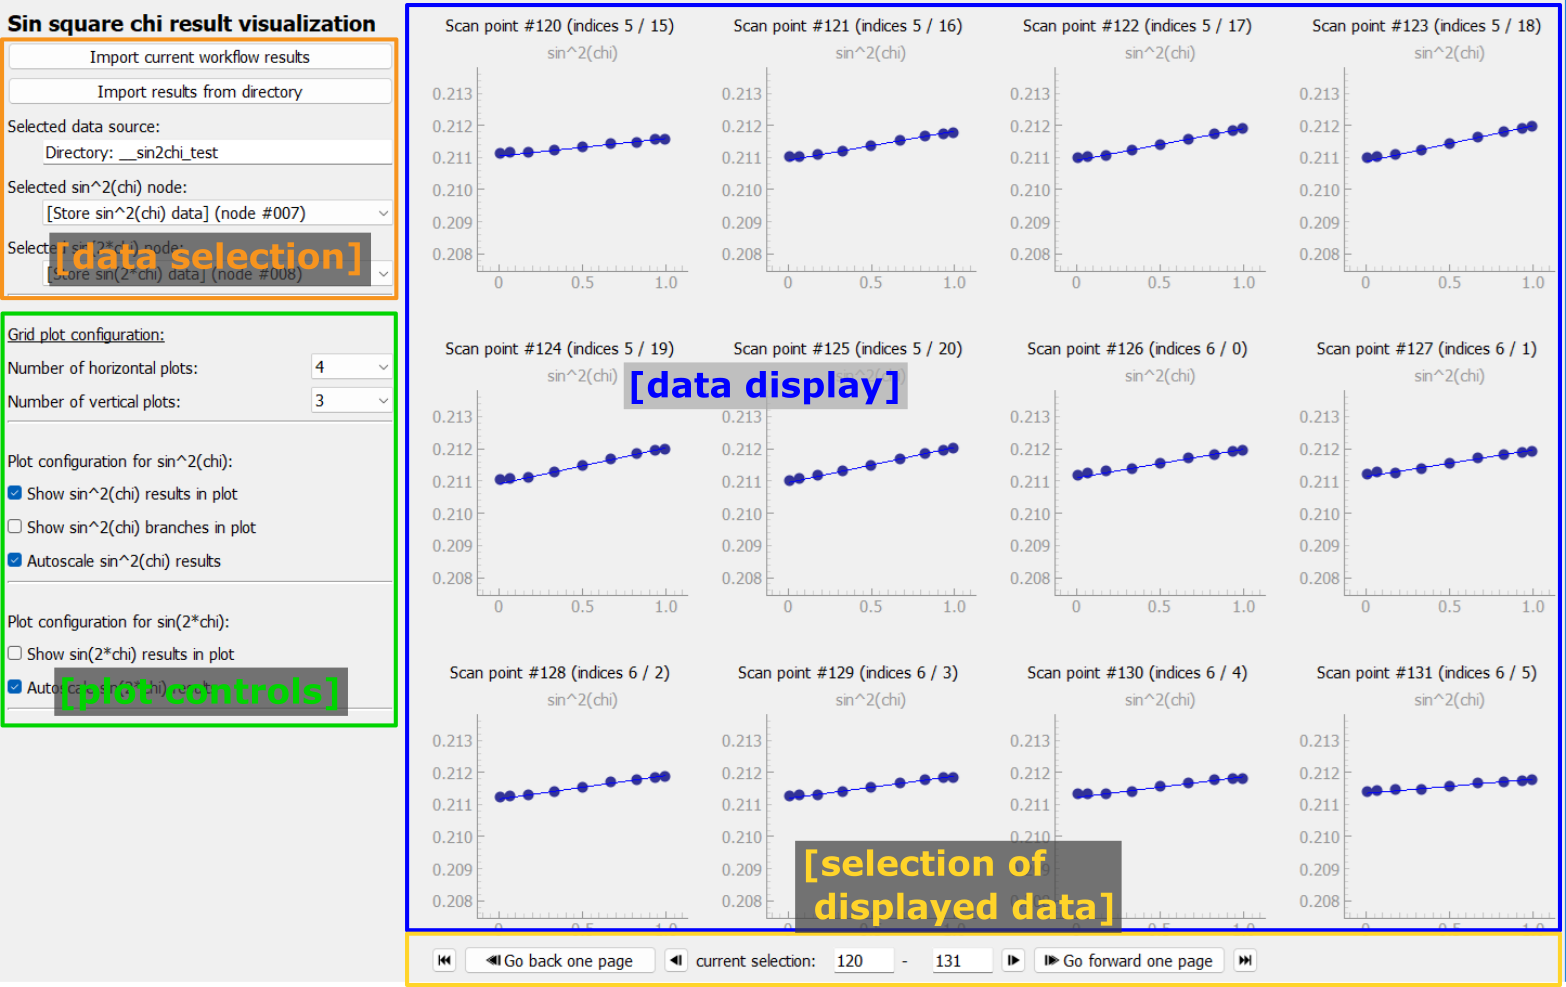 Sin square chi result visualization
Import current workflow results
Import results from directory
Selected data source:
Directory: __sin2chi_test
Selected sin^2(chi) node:
[Store sin^2(chi) data] (node #007)
Selected sin(2*chi) node:
[data selection]
[Store sin(2*chi) data] (node #008)
Grid plot configuration:
Number of horizontal plots: 4
Number of vertical plots: 3
Plot configuration for sin^2(chi):
Show sin^2(chi) results in plot
Show sin^2(chi) branches in plot
Autoscale sin^2(chi) results
Plot configuration for sin(2*chi):
Show sin(2*chi) results in plot
Autoscale sin(2*chi) results
[plot controls]
Scan point #120 (indices 5 / 15) Scan point #121 (indices 5 / 16) Scan point #122 (indices 5 / 17) Scan point #123 (indices 5 / 18)
sin^2(chi) sin^2(chi) sin^2(chi) sin^2(chi)
0.213 0.213 0.213 0.213
0.212 0.212 0.212 0.212
0.211 0.211 0.211 0.211
0.210 0.210 0.210 0.210
0.209 0.209 0.209 0.209
0.208 0.208 0.208 0.208
0 0.5 1.0 0 0.5 1.0 0 0.5 1.0 0 0.5 1.0
Scan point #124 (indices 5 / 19) Scan point #125 (indices 5 / 20) Scan point #126 (indices 6 / 0) Scan point #127 (indices 6 / 1)
sin^2(chi) sin^2(chi) sin^2(chi) sin^2(chi)
[data display]
0.213 0.213 0.213 0.213
0.212 0.212 0.212 0.212
0.211 0.211 0.211 0.211
0.210 0.210 0.210 0.210
0.209 0.209 0.209 0.209
0.208 0.208 0.208 0.208
0 0.5 1.0 0 0.5 1.0 0 0.5 1.0 0 0.5 1.0
Scan point #128 (indices 6 / 2) Scan point #129 (indices 6 / 3) Scan point #130 (indices 6 / 4) Scan point #131 (indices 6 / 5)
sin^2(chi) sin^2(chi) sin^2(chi) sin^2(chi)
0.213 0.213 0.213 0.213
0.212 0.212 0.212 0.212
0.211 0.211 0.211 0.211
0.210 0.210 0.210 0.210
0.209 0.209 0.209
0.208 0.208 0.208
[selection of
displayed data]
Go back one page current selection: 120 - 131 Go forward one page